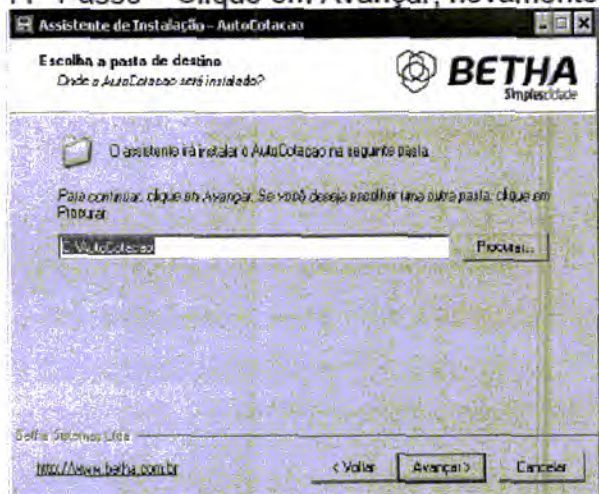 Passo - Clique em Avançar, novamente
Assistente de Instalação - AutoCotacao
Escolha a pasta de destino
Onde o AutoCotacao será instalado?
BETHA
Simplescidade
O assistente irá instalar o AutoCotacao na seguinte pasta.
Para continuar, clique em Avançar. Se você deseja escolher uma outra pasta, clique em
Procurar.
C:\AutoCotacao
Procurar...
Betha Sistemas Ltda
http://www.betha.com.br
< Voltar
Avançar >
Cancelar